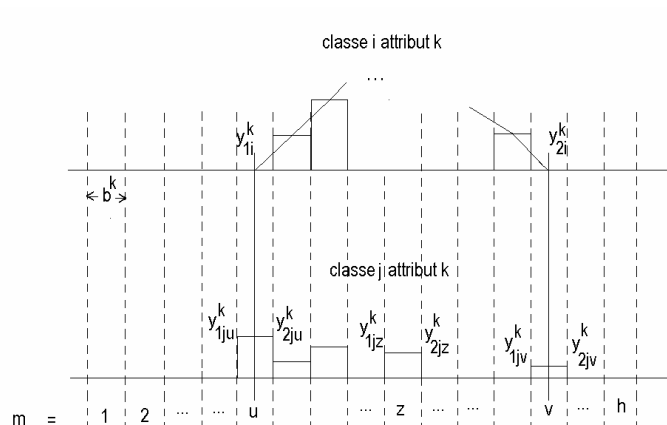 classe i attribut k
...
y^k_1i y^k_2i
b^k
classe j attribut k
y^k_1ju y^k_2ju y^k_1jz y^k_2jz y^k_1jv y^k_2jv
m = 1 2 ... ... u ... z ... ... v ... h